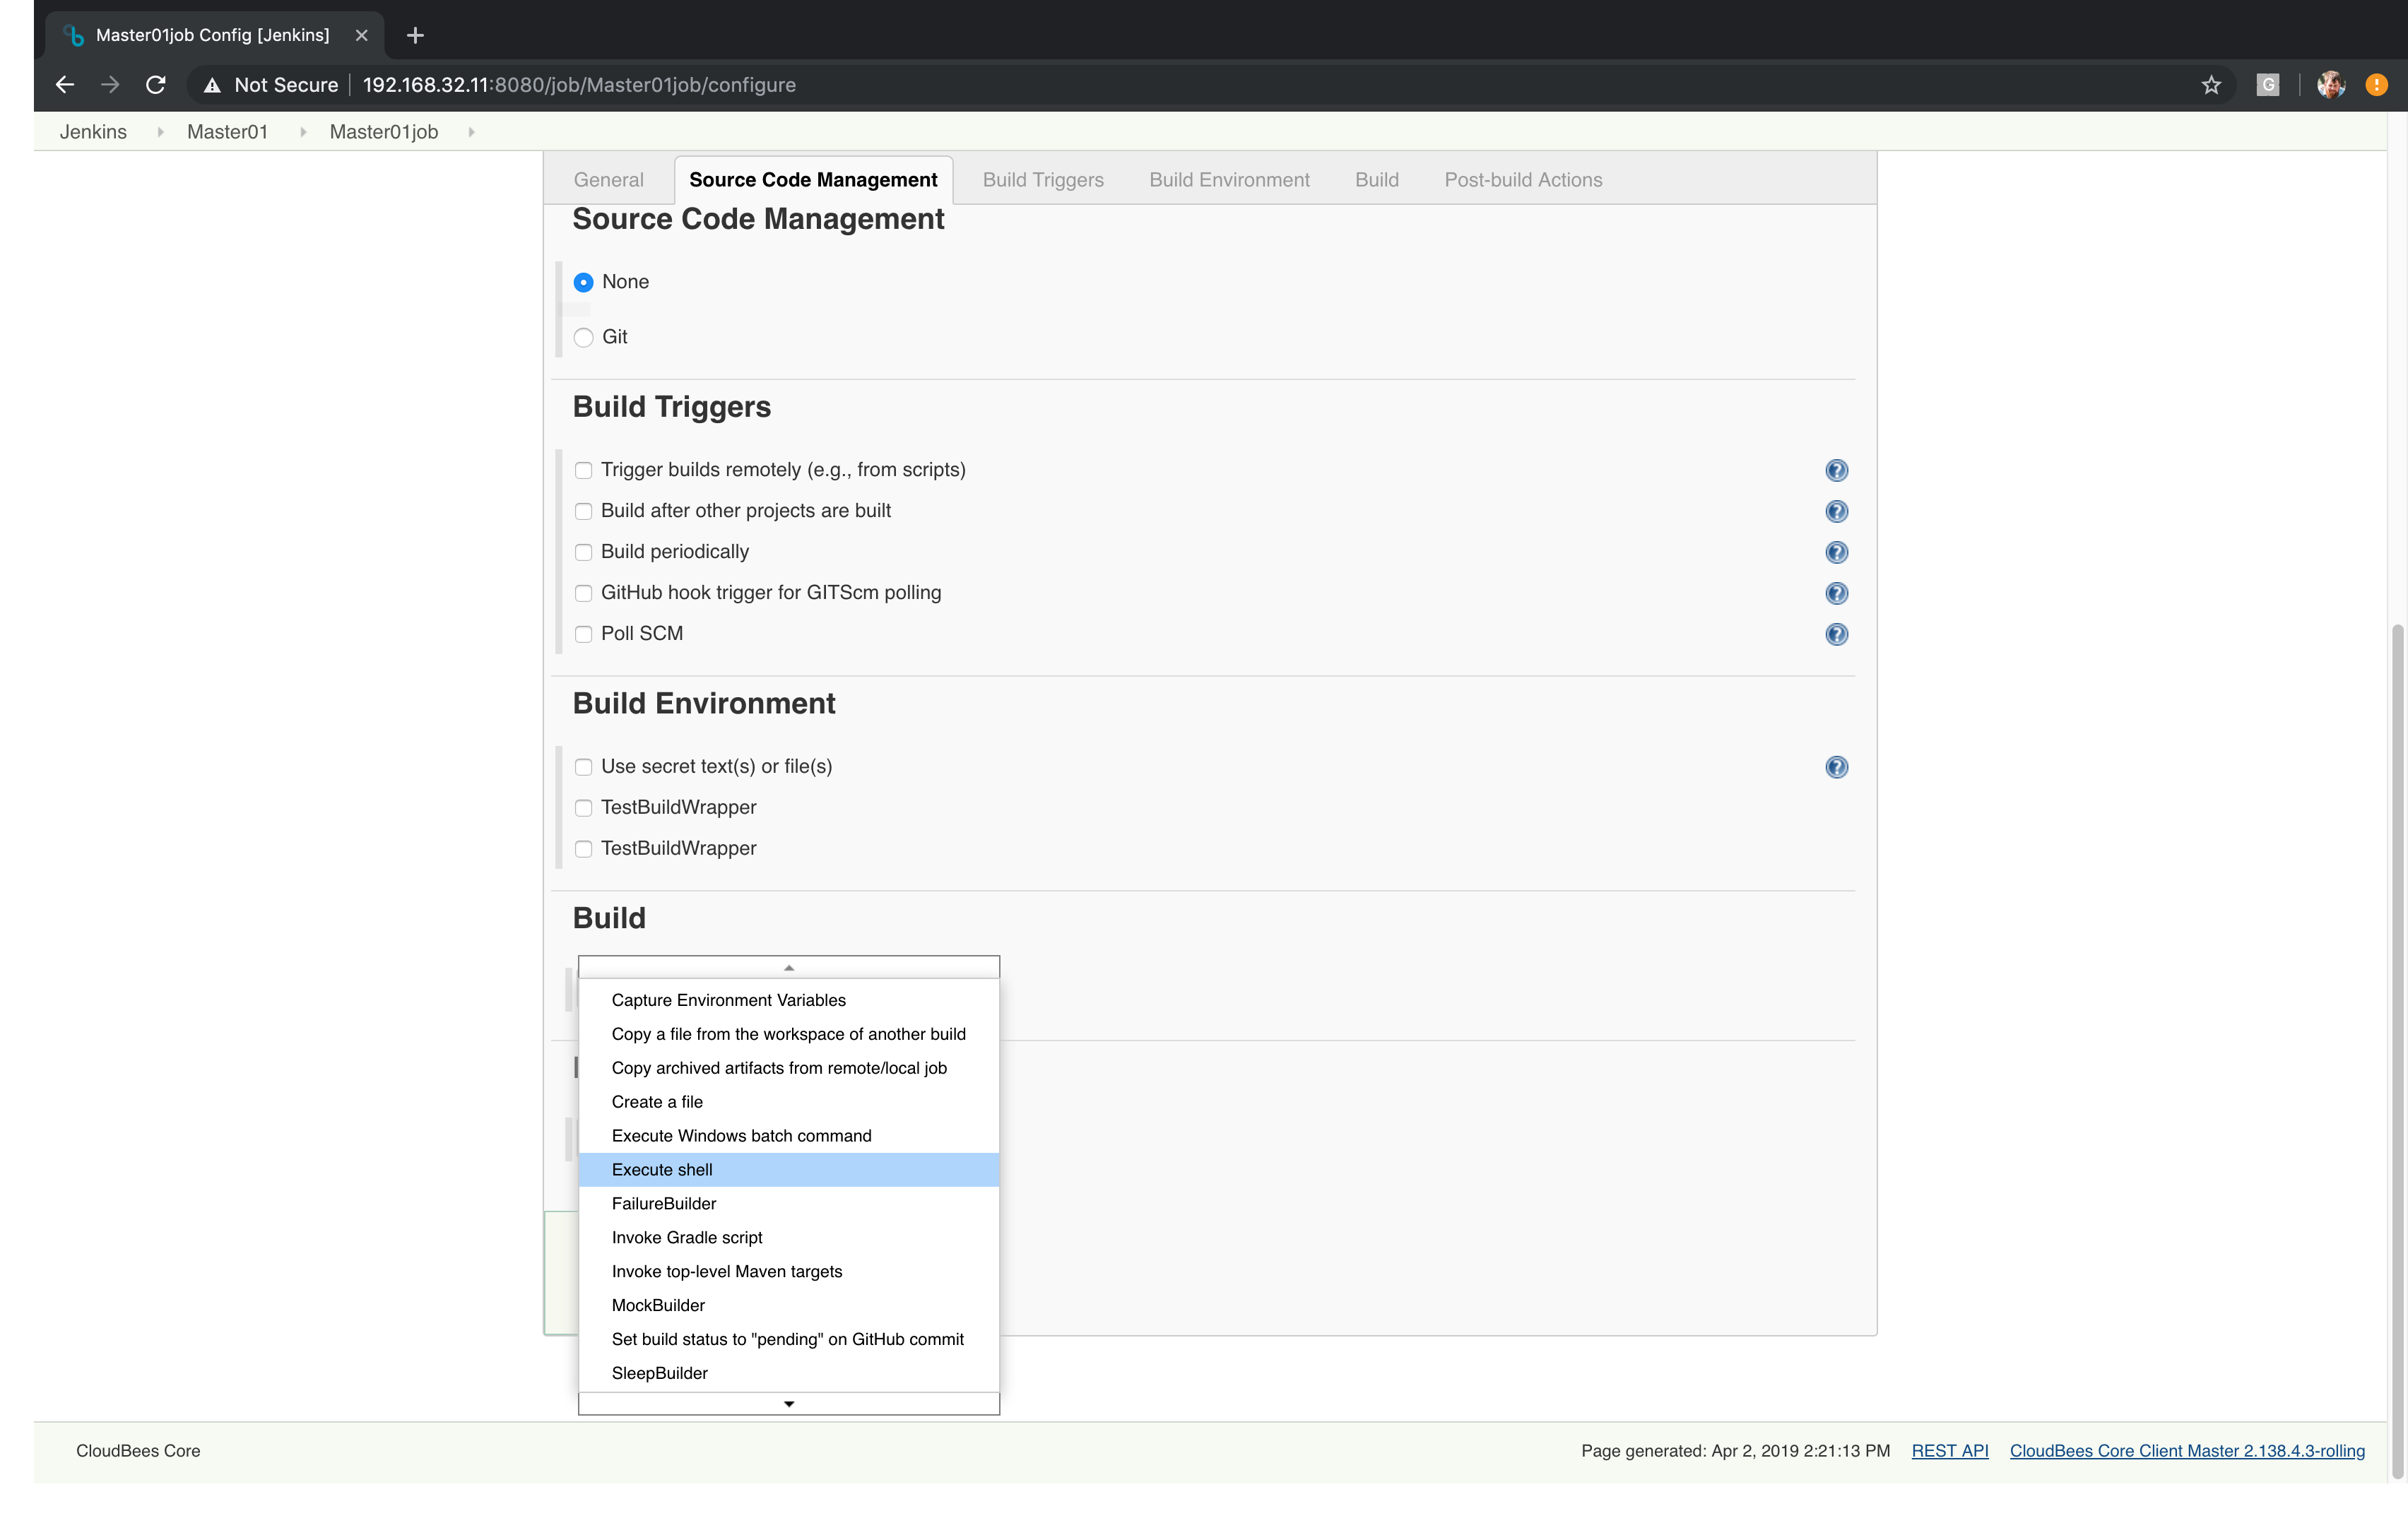 Master01job Config [Jenkins]
Not Secure 192.168.32.11:8080/job/Master01job/configure
G
Jenkins Master01 Master01job
General Source Code Management Build Triggers Build Environment Build Post-build Actions
Source Code Management
None
Git
Build Triggers
Trigger builds remotely (e.g., from scripts) ?
Build after other projects are built ?
Build periodically ?
GitHub hook trigger for GITScm polling ?
Poll SCM ?
Build Environment
Use secret text(s) or file(s) ?
TestBuildWrapper
TestBuildWrapper
Build
Capture Environment Variables
Copy a file from the workspace of another build
Copy archived artifacts from remote/local job
Create a file
Execute Windows batch command
Execute shell
FailureBuilder
Invoke Gradle script
Invoke top-level Maven targets
MockBuilder
Set build status to "pending" on GitHub commit
SleepBuilder
CloudBees Core Page generated: Apr 2, 2019 2:21:13 PM REST API CloudBees Core Client Master 2.138.4.3-rolling